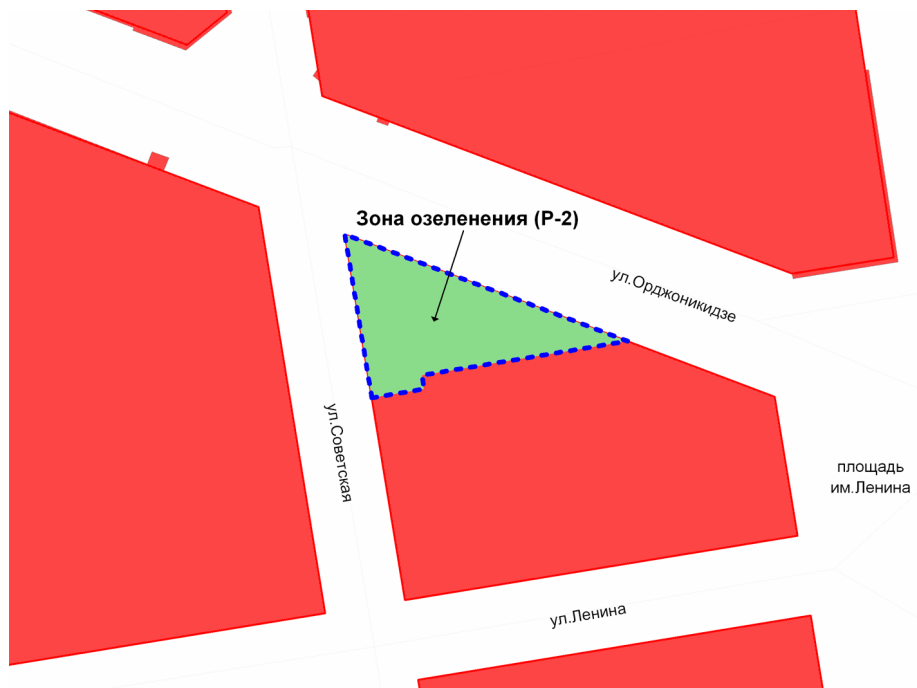 Зона озеленения (Р-2)
ул.Орджоникидзе
ул.Советская
площадь
им.Ленина
ул.Ленина